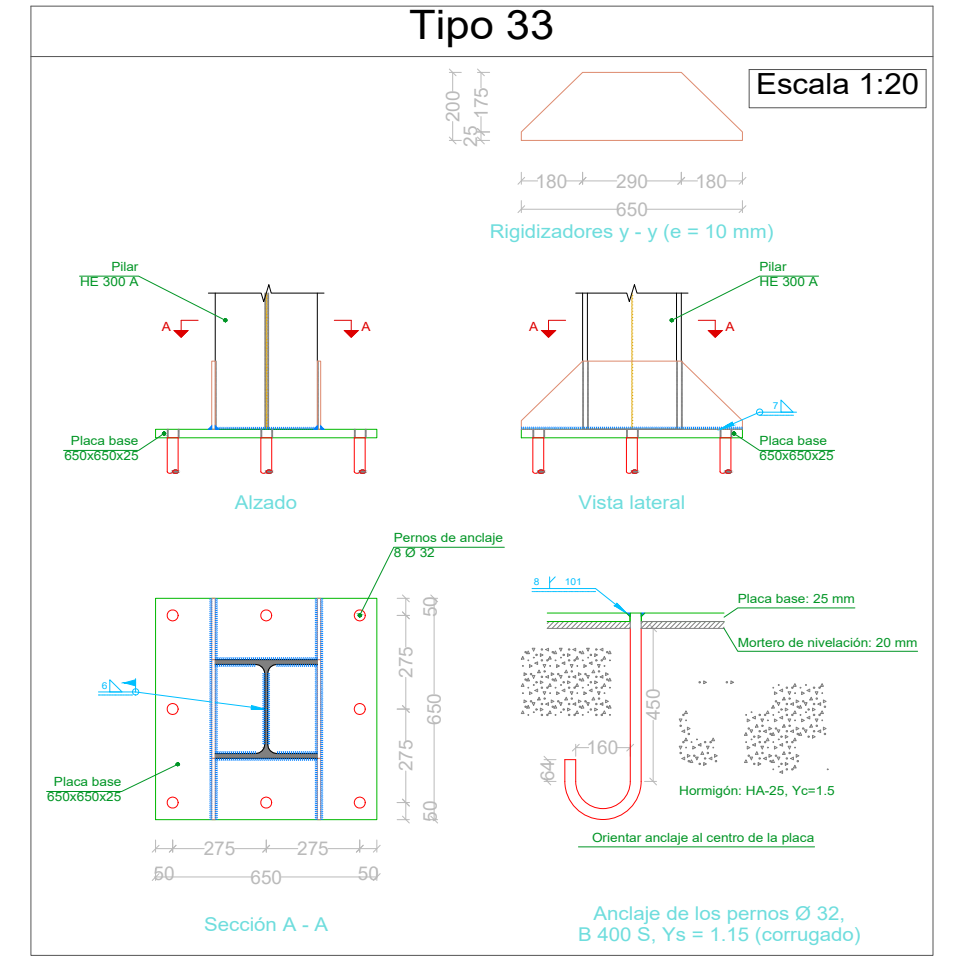 Tipo 33
Escala 1:20
200
175
25
180
290
180
650
Rigidizadores y - y (e = 10 mm)
Pilar
HE 300 A
A
A
Placa base
650x650x25
Alzado
Pilar
HE 300 A
A
A
7
Placa base
650x650x25
Vista lateral
Pernos de anclaje
8 Ø 32
6
Placa base
650x650x25
50
275
650
275
50
275
275
50
650
50
Sección A - A
8
101
Placa base: 25 mm
Mortero de nivelación: 20 mm
450
160
64
Hormigón: HA-25, Yc=1.5
Orientar anclaje al centro de la placa
Anclaje de los pernos Ø 32,
B 400 S, Ys = 1.15 (corrugado)